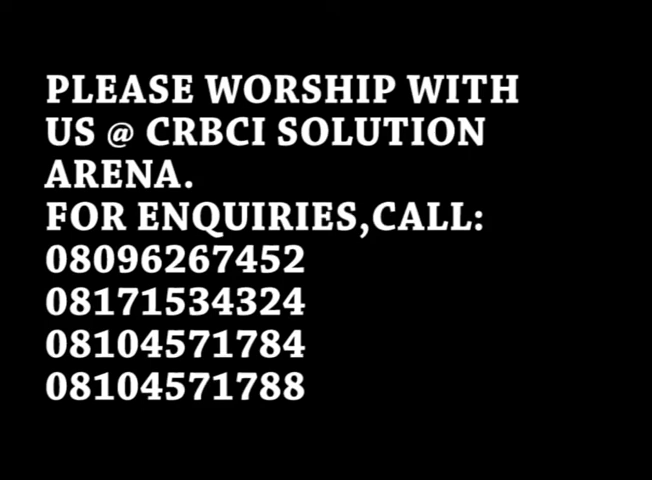 PLEASE WORSHIP WITH
US @ CRBCI SOLUTION
ARENA.
FOR ENQUIRIES,CALL:
08096267452
08171534324
08104571784
08104571788